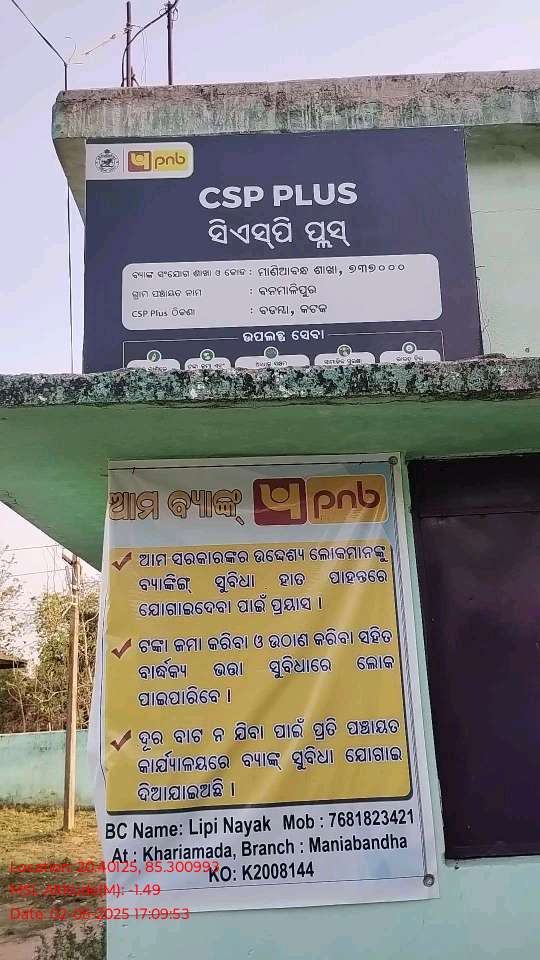 pnb
CSP PLUS
ସିଏସ୍‌ପି ପ୍ଲସ୍
ବ୍ୟାଙ୍କ ସଂଯୋଗ ଶାଖା ଓ କୋଡ : ମାଣିଆବନ୍ଧ ଶାଖା, ୭୩୭୦୦୦
ଗ୍ରାମ ପଞ୍ଚାୟତ ନାମ : ବନମାଳିପୁର
CSP Plus ଠିକଣା : ବଡମ୍ବା, କଟକ
ଉପଲବ୍ଧ ସେବା
ଆମ ବ୍ୟାଙ୍କ୍ pnb
ଆମ ସରକାରଙ୍କର ଉଦ୍ଦେଶ୍ୟ ଲୋକମାନଙ୍କୁ
ବ୍ୟାଙ୍କିଙ୍ଗ୍ ସୁବିଧା ହାତ ପାହନ୍ତାରେ
ଯୋଗାଇଦେବା ପାଇଁ ପ୍ରୟାସ ।
ଟଙ୍କା ଜମା କରିବା ଓ ଉଠାଣ କରିବା ସହିତ
ବାର୍ଦ୍ଧକ୍ୟ ଭତ୍ତା ସୁବିଧାରେ ଲୋକ
ପାଇପାରିବେ ।
ଦୂର ବାଟ ନ ଯିବା ପାଇଁ ପ୍ରତି ପଞ୍ଚାୟତ
କାର୍ଯ୍ୟାଳୟରେ ବ୍ୟାଙ୍କ୍ ସୁବିଧା ଯୋଗାଇ
ଦିଆଯାଇଅଛି ।
BC Name: Lipi Nayak Mob : 7681823421
At : Khariamada, Branch : Maniabandha
KO: K2008144
Location: 20.40125, 85.300993
MSL Altitude(M): -1.49
Date: 02-06-2025 17:09:53